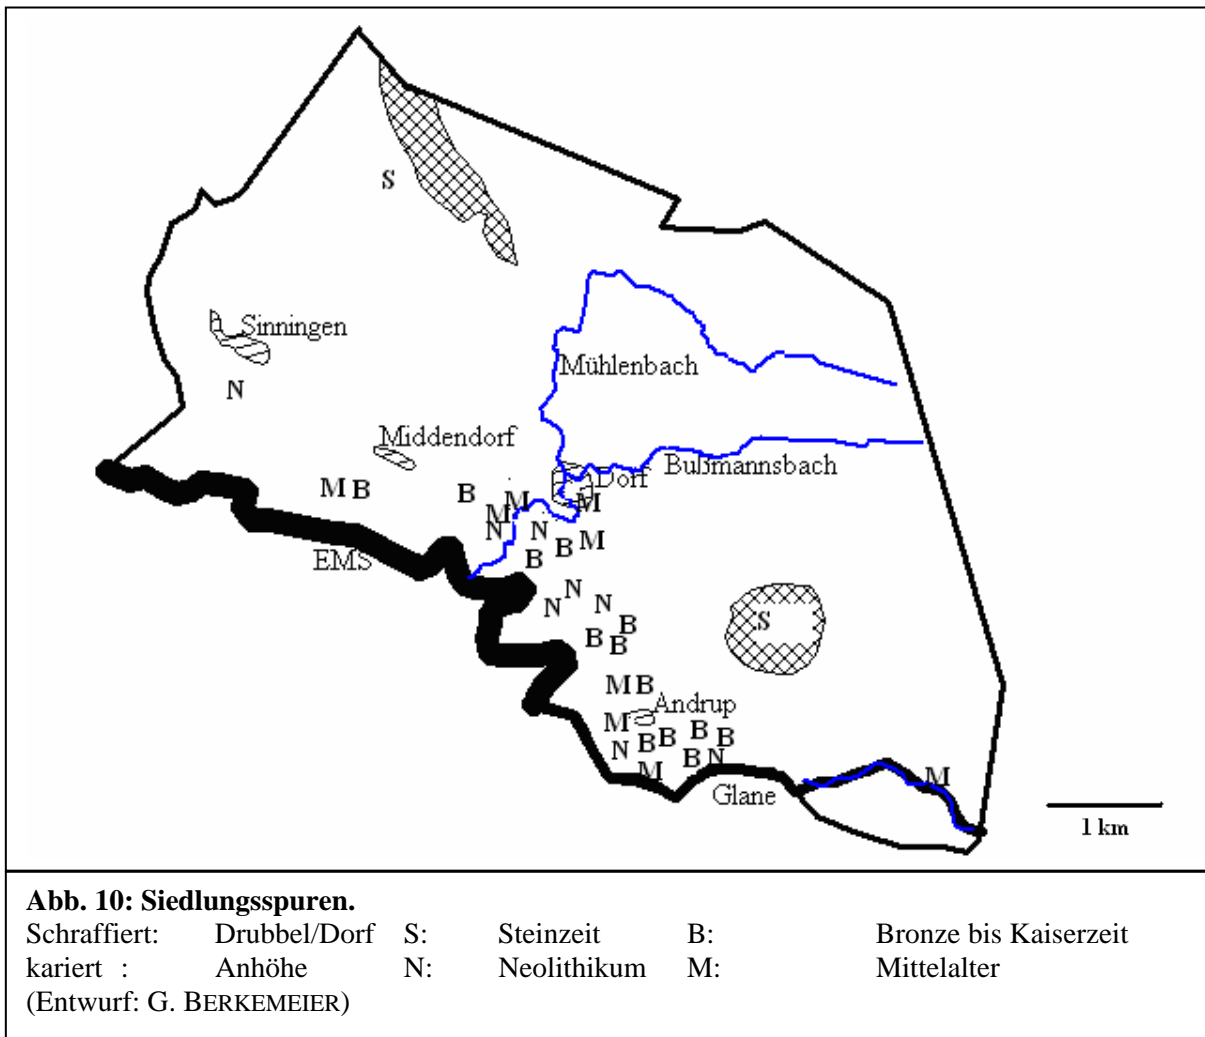 S
Sinningen
Mühlenbach
N
Middendorf
Bußmannsbach
Dorf
M B
B
M
M
M
N
N
M
EMS
B
B
N
N
N
S
B
B
B
M B
Andrup
M
B
B
B
B
N
B
N
M
M
Glane
1 km
Abb. 10: Siedlungsspuren.
Schraffiert: Drubbel/Dorf S: Steinzeit B: Bronze bis Kaiserzeit
kariert : Anhöhe N: Neolithikum M: Mittelalter
(Entwurf: G. BERKEMEIER)